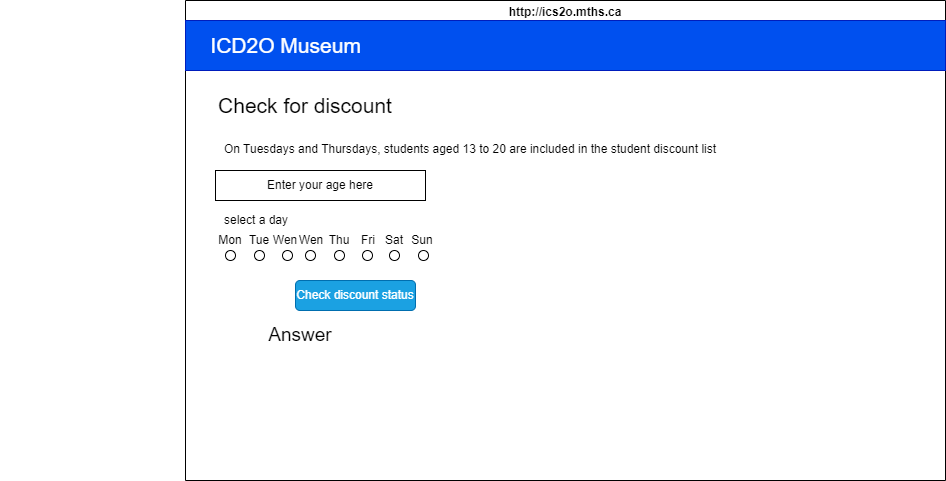 http://ics2o.mths.ca
ICD2O Museum
Check for discount
On Tuesdays and Thursdays, students aged 13 to 20 are included in the student discount list
Enter your age here
select a day
Mon Tue Wen Wen Thu Fri Sat Sun
Check discount status
Answer